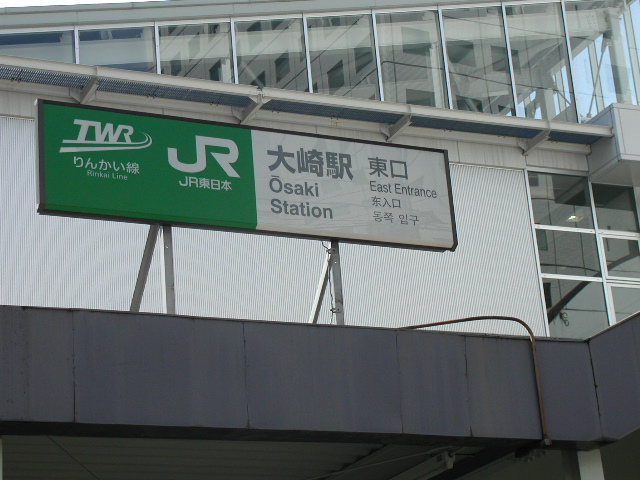 TWR
りんかい線
Rinkai Line
JR
JR東日本
大崎駅
Ōsaki
Station
東口
East Entrance
东入口
동쪽 입구